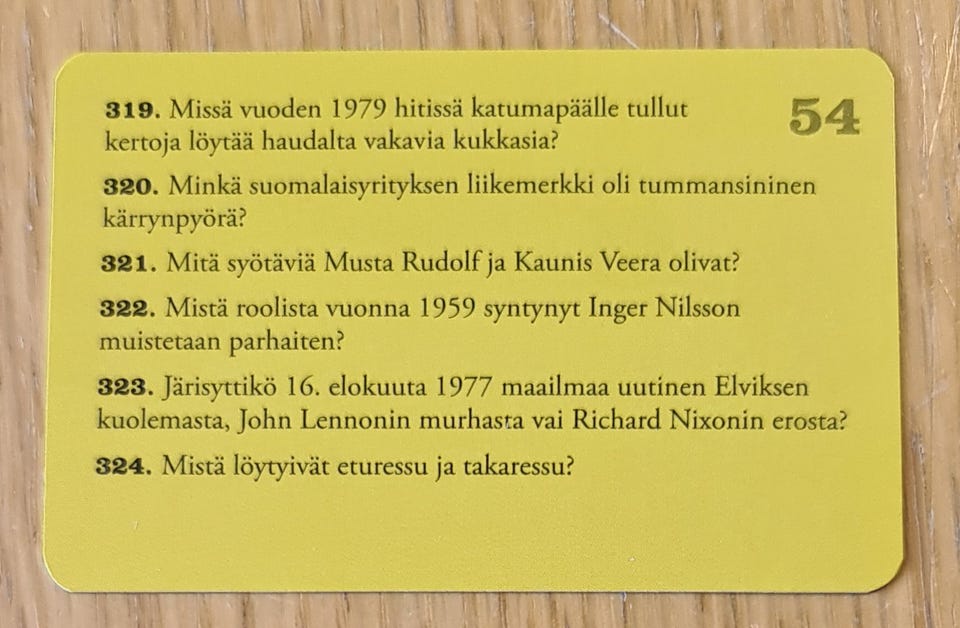 54
319. Missä vuoden 1979 hitissä katumapäälle tullut
kertoja löytää haudalta vakavia kukkasia?
320. Minkä suomalaisyrityksen liikemerkki oli tummansininen
kärrynpyörä?
321. Mitä syötäviä Musta Rudolf ja Kaunis Veera olivat?
322. Mistä roolista vuonna 1959 syntynyt Inger Nilsson
muistetaan parhaiten?
323. Järisyttikö 16. elokuuta 1977 maailmaa uutinen Elviksen
kuolemasta, John Lennonin murhasta vai Richard Nixonin erosta?
324. Mistä löytyivät eturessu ja takaressu?